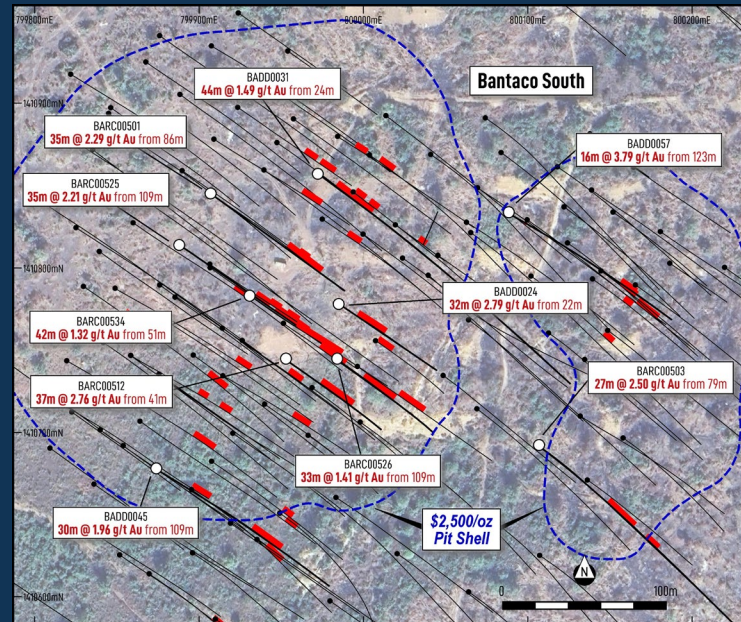 799800mE
799900mE
800000mE
800100mE
800200mE
1410900mN
1410800mN
1410700mN
1410600mN
Bantaco South
BADD0031
44m @ 1.49 g/t Au from 24m
BARC00501
35m @ 2.29 g/t Au from 86m
BADD0057
16m @ 3.79 g/t Au from 123m
BARC00525
35m @ 2.21 g/t Au from 109m
BADD0024
32m @ 2.79 g/t Au from 22m
BARC00534
42m @ 1.32 g/t Au from 51m
BARC00503
27m @ 2.50 g/t Au from 79m
BARC00512
37m @ 2.76 g/t Au from 41m
BARC00526
33m @ 1.41 g/t Au from 109m
BADD0045
30m @ 1.96 g/t Au from 109m
$2,500/oz
Pit Shell
N
0
100m